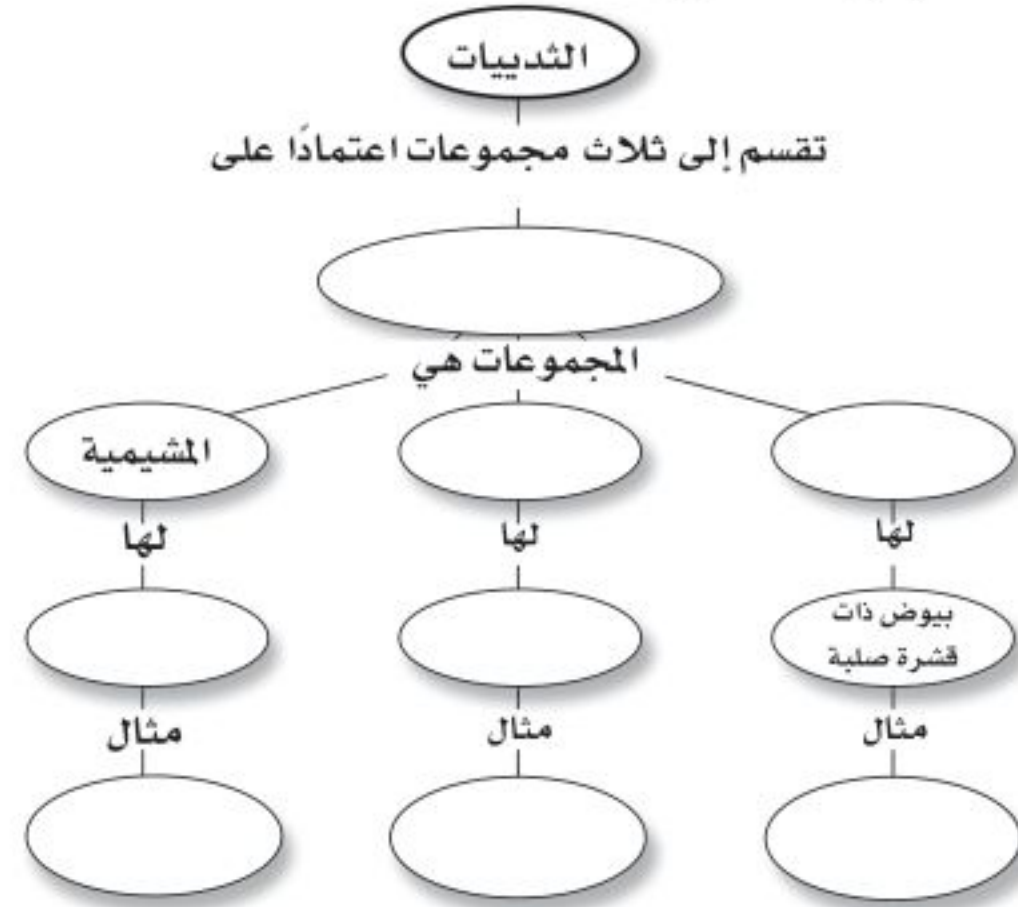 الثدييات
تقسم إلى ثلاث مجموعات اعتمادًا على
المجموعات هي
المشيمية
لها
لها
لها
بيوض ذات
قشرة صلبة
مثال
مثال
مثال